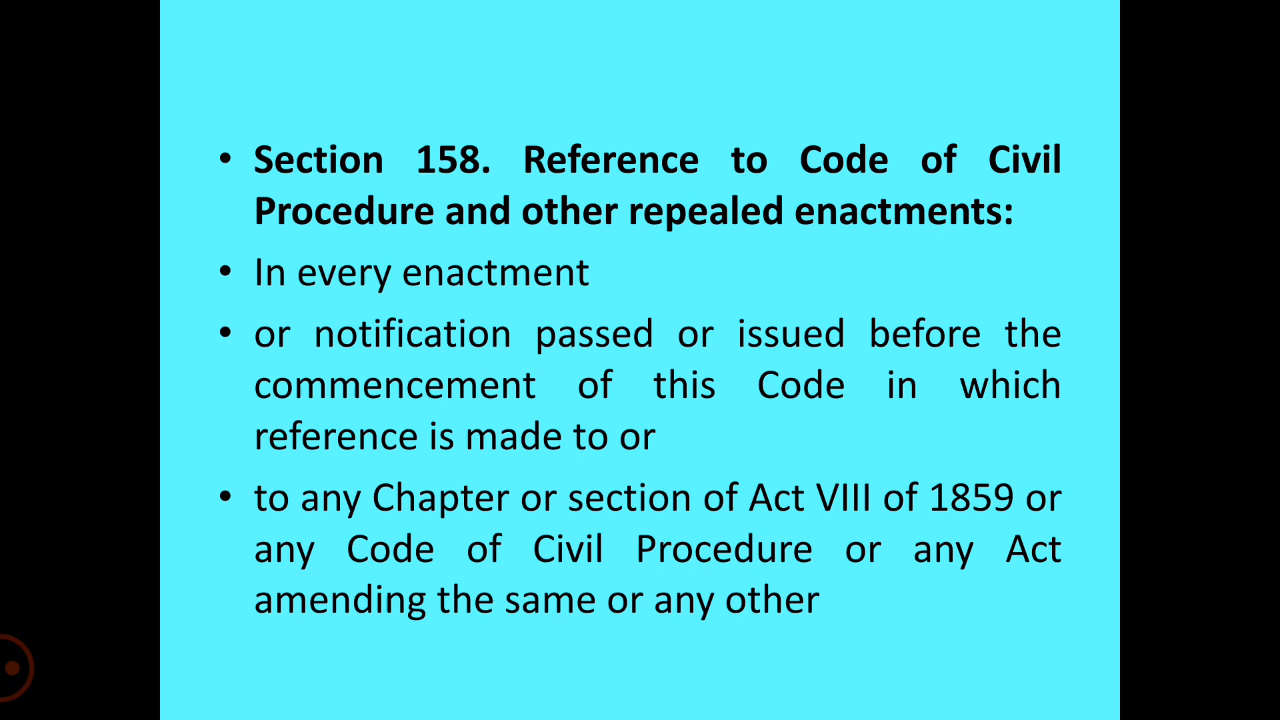 • Section 158. Reference to Code of Civil
Procedure and other repealed enactments:
• In every enactment
• or notification passed or issued before the
commencement of this Code in which
reference is made to or
• to any Chapter or section of Act VIII of 1859 or
any Code of Civil Procedure or any Act
amending the same or any other